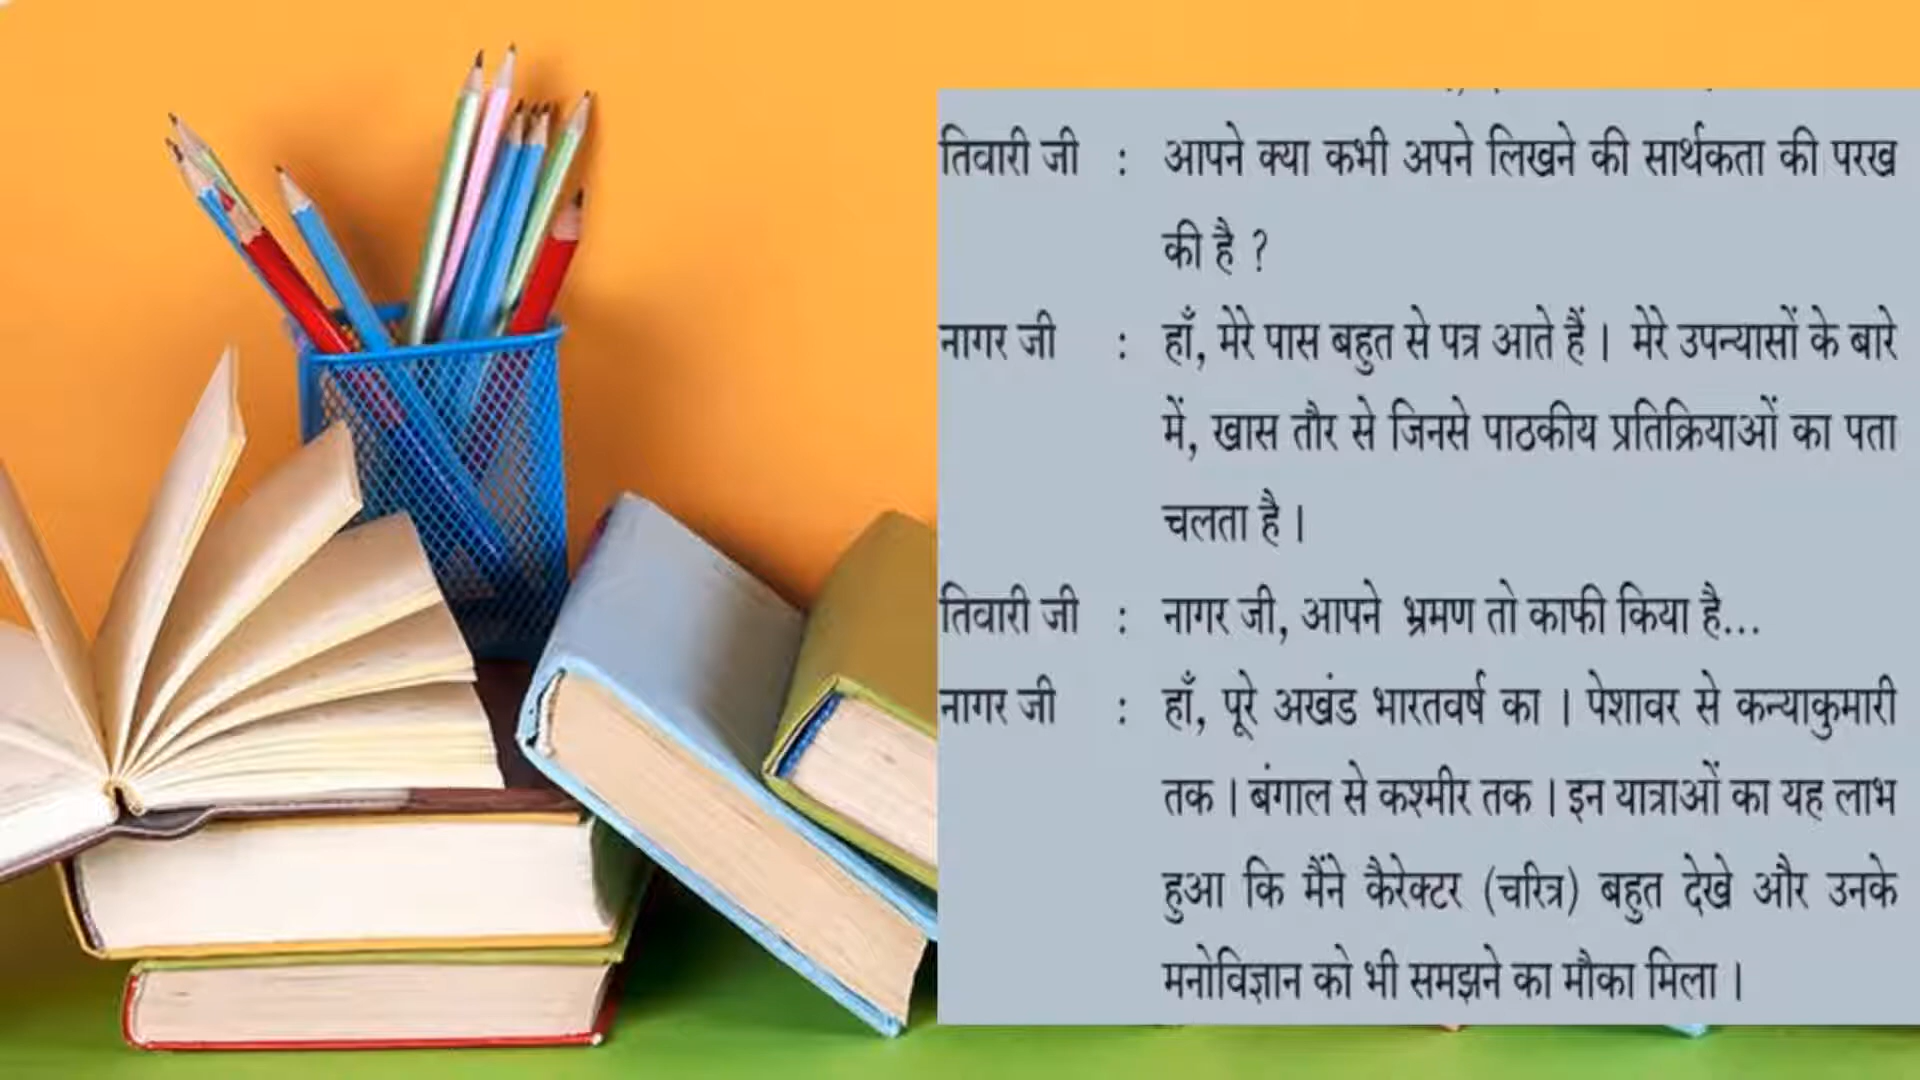 तिवारी जी : आपने क्या कभी अपने लिखने की सार्थकता की परख
की है ?
नागर जी : हाँ, मेरे पास बहुत से पत्र आते हैं । मेरे उपन्यासों के बारे
में, खास तौर से जिनसे पाठकीय प्रतिक्रियाओं का पता
चलता है ।
तिवारी जी : नागर जी, आपने भ्रमण तो काफी किया है...
नागर जी : हाँ, पूरे अखंड भारतवर्ष का । पेशावर से कन्याकुमारी
तक । बंगाल से कश्मीर तक । इन यात्राओं का यह लाभ
हुआ कि मैंने कैरेक्टर (चरित्र) बहुत देखे और उनके
मनोविज्ञान को भी समझने का मौका मिला ।